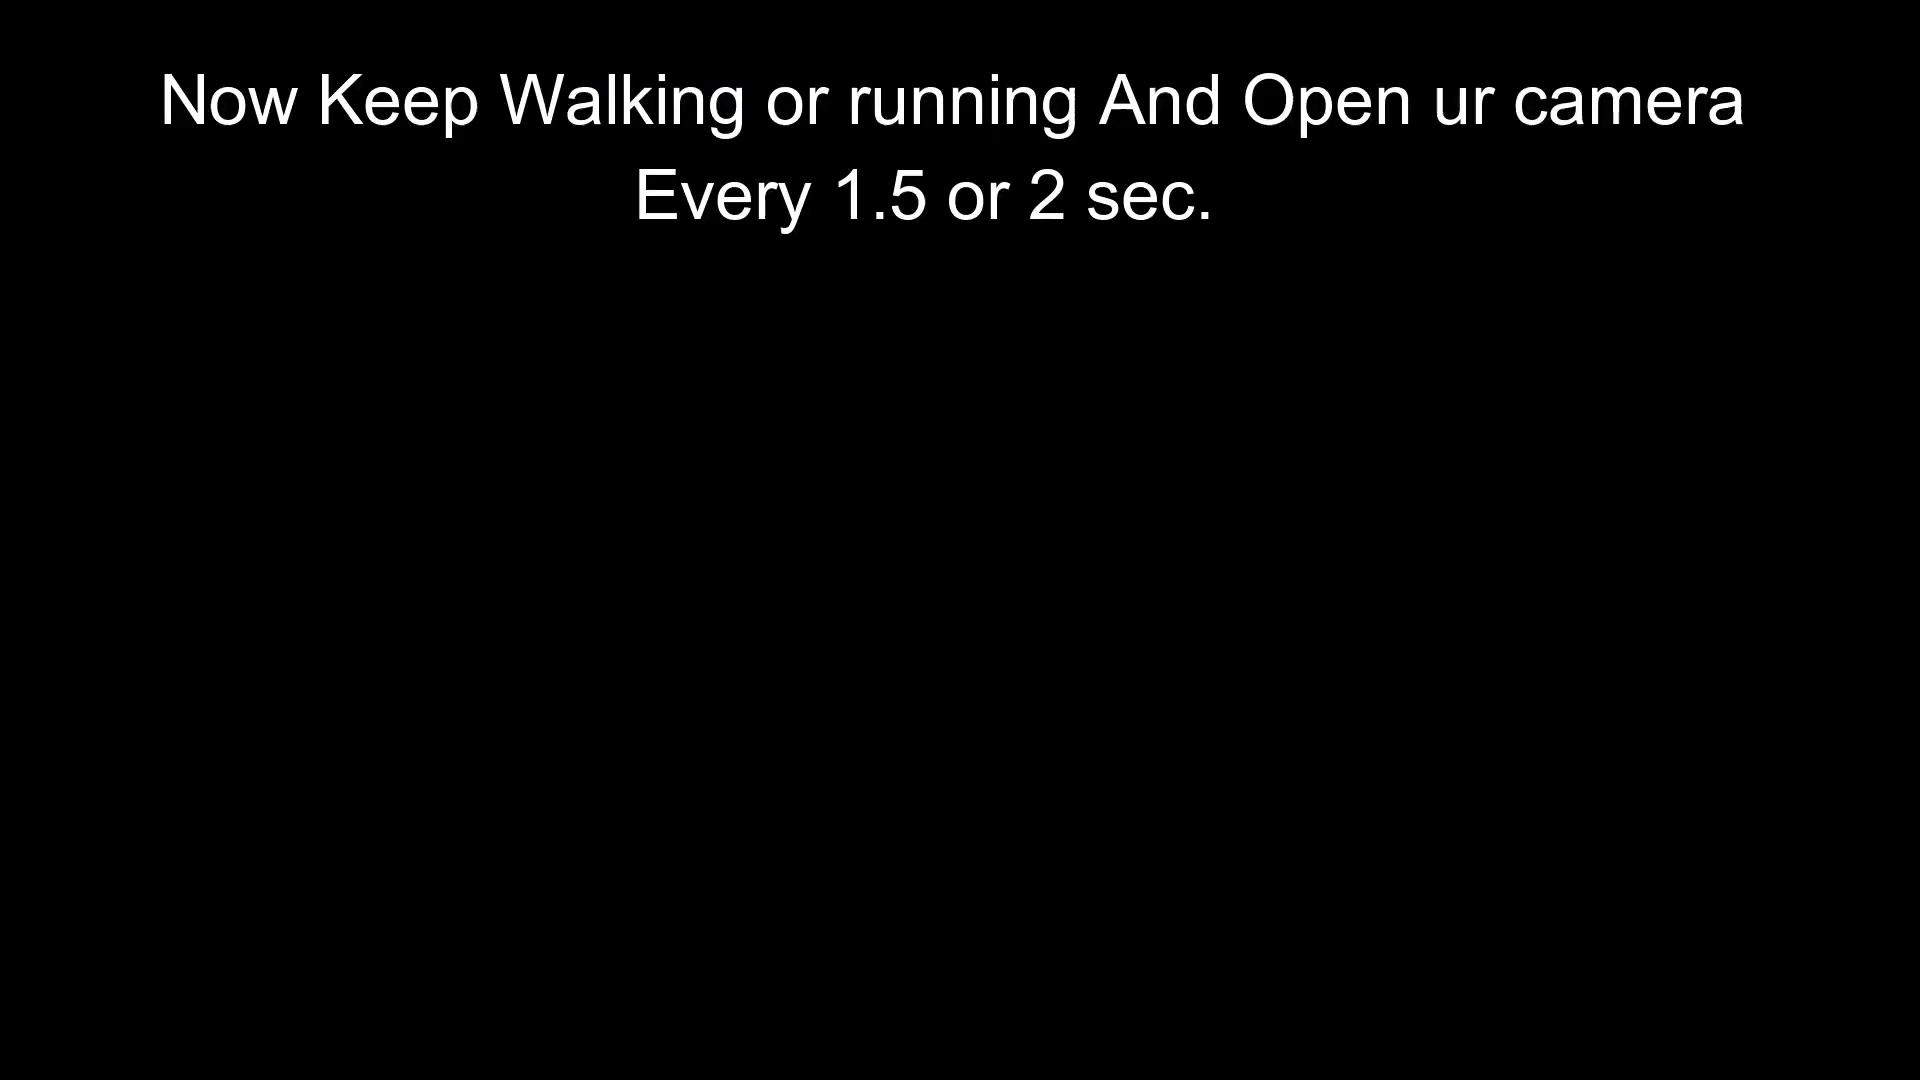 Now Keep Walking or running And Open ur camera
Every 1.5 or 2 sec.